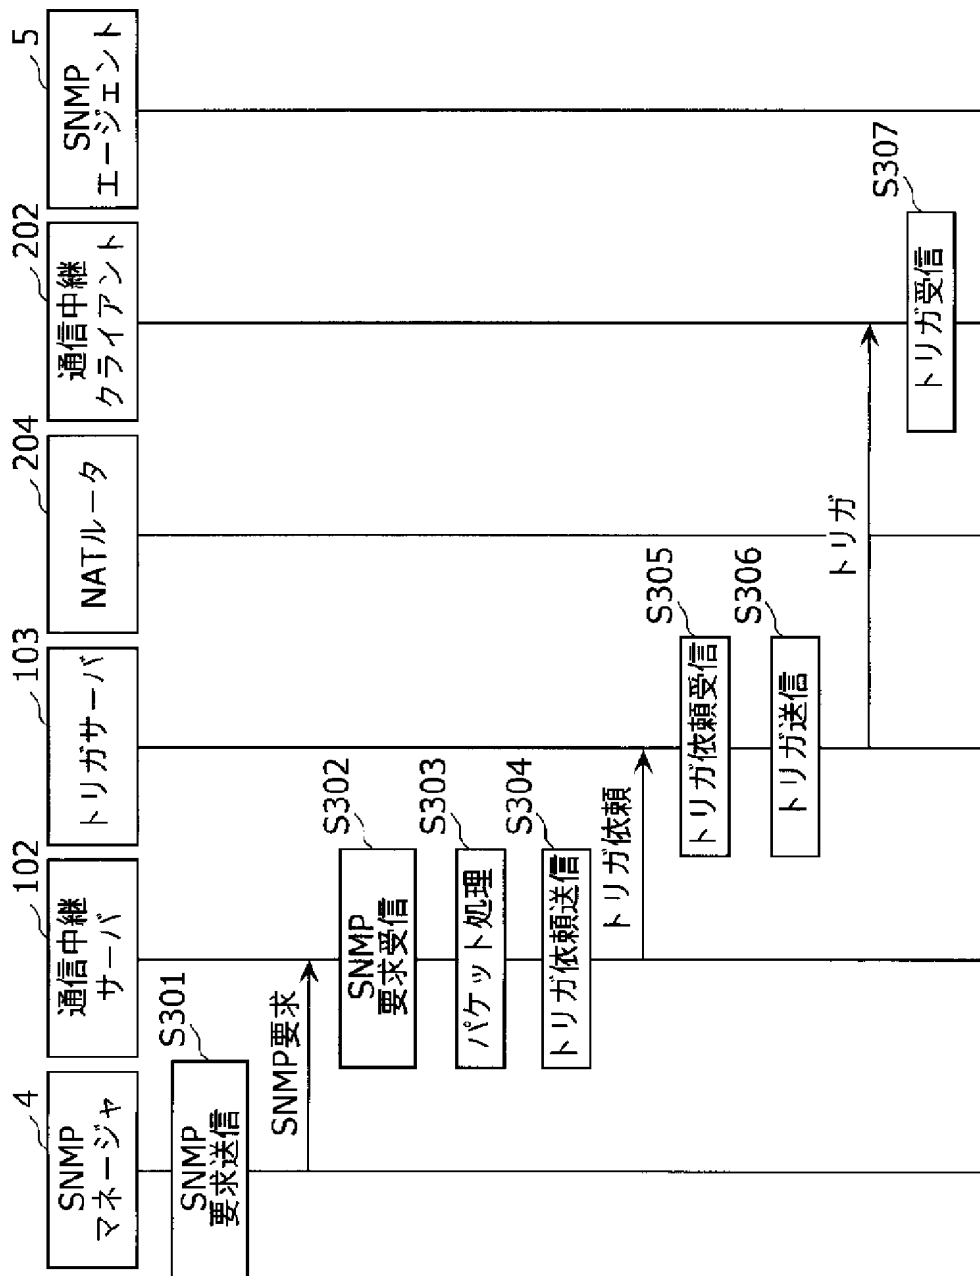 4
SNMP
マネージャ
102
通信中継
サーバ
103
トリガサーバ
204
NATルータ
202
通信中継
クライアント
5
SNMP
エージェント
S301
SNMP
要求送信
SNMP要求
S302
SNMP
要求受信
S303
パケット処理
S304
トリガ依頼送信
トリガ依頼
S305
トリガ依頼受信
S306
トリガ送信
トリガ
S307
トリガ受信